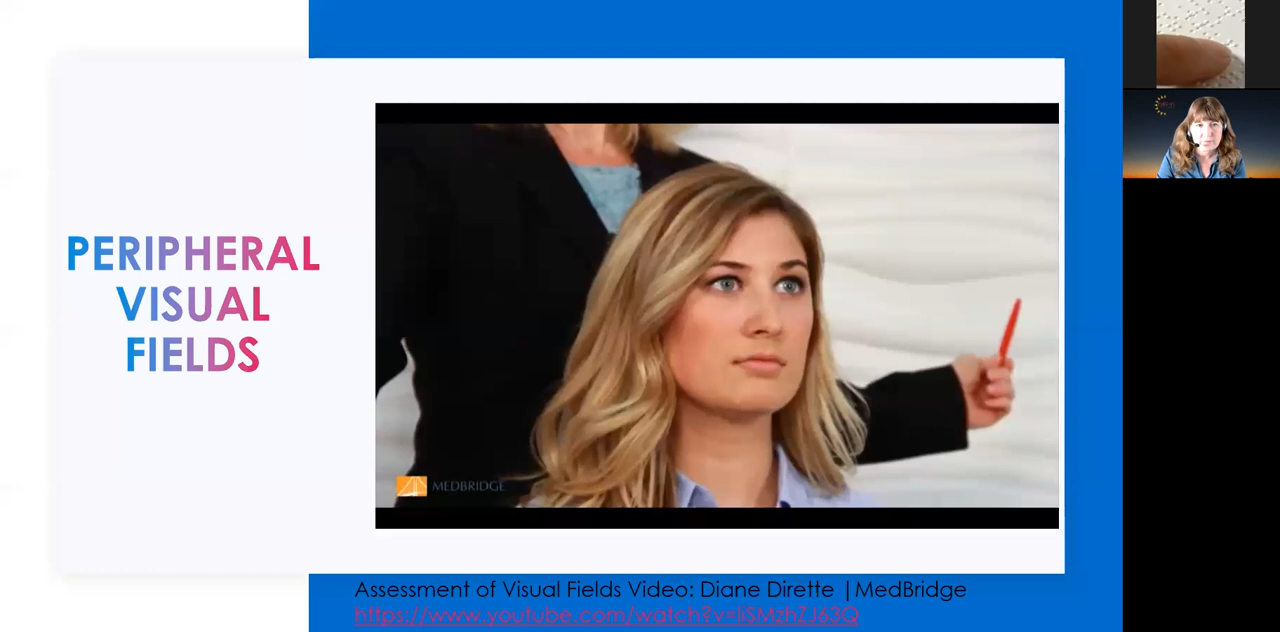 PERIPHERAL
VISUAL
FIELDS
MEDBRIDGE
Assessment of Visual Fields Video: Diane Dirette |MedBridge